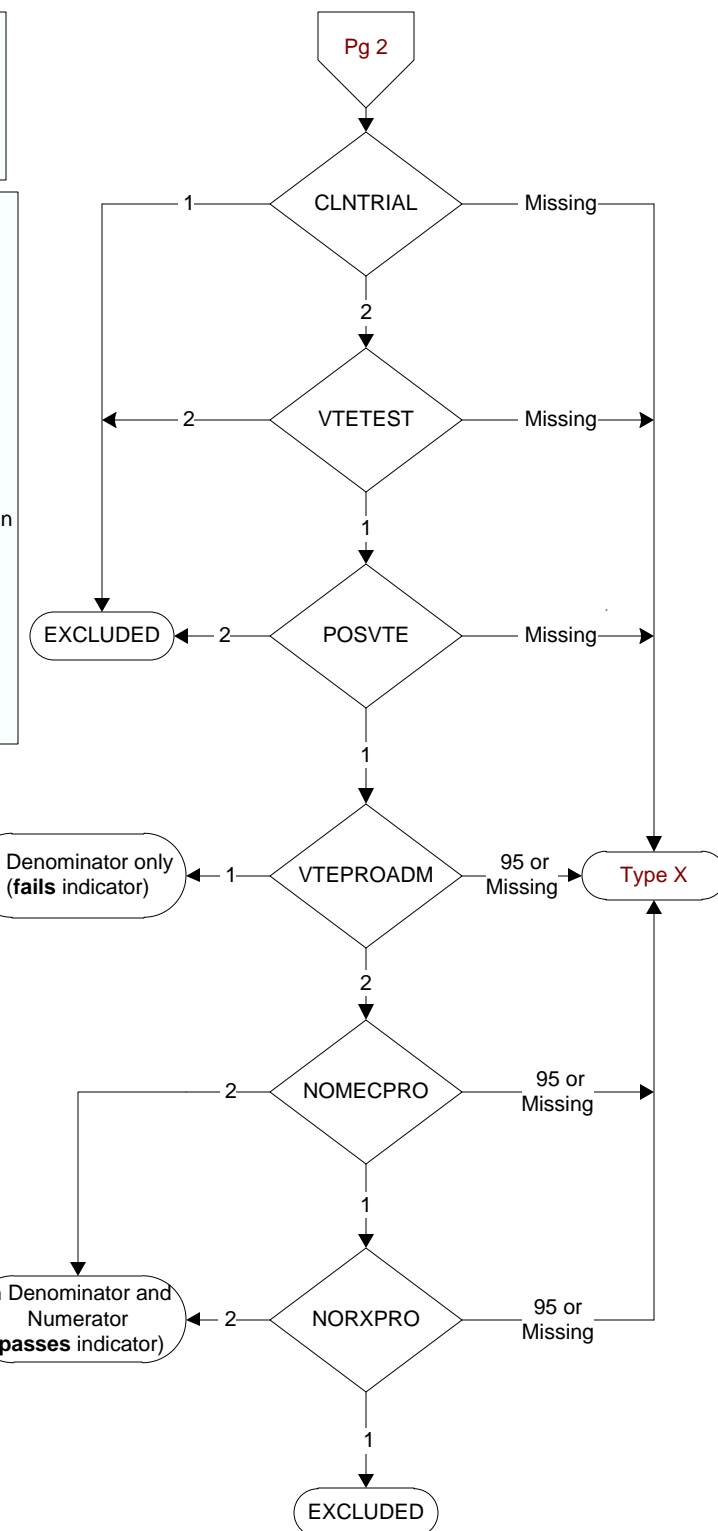 Pg 2
CLNTRIAL
1
Missing
2
VTETEST
2
Missing
1
n
POSVTE
EXCLUDED
2
Missing
1
VTEPROADM
Denominator only
(fails indicator)
1
95 or
Missing
Type X
2
NOMECPRO
2
95 or
Missing
1
NORXPRO
Denominator and
Numerator
passes indicator)
2
95 or
Missing
1
EXCLUDED